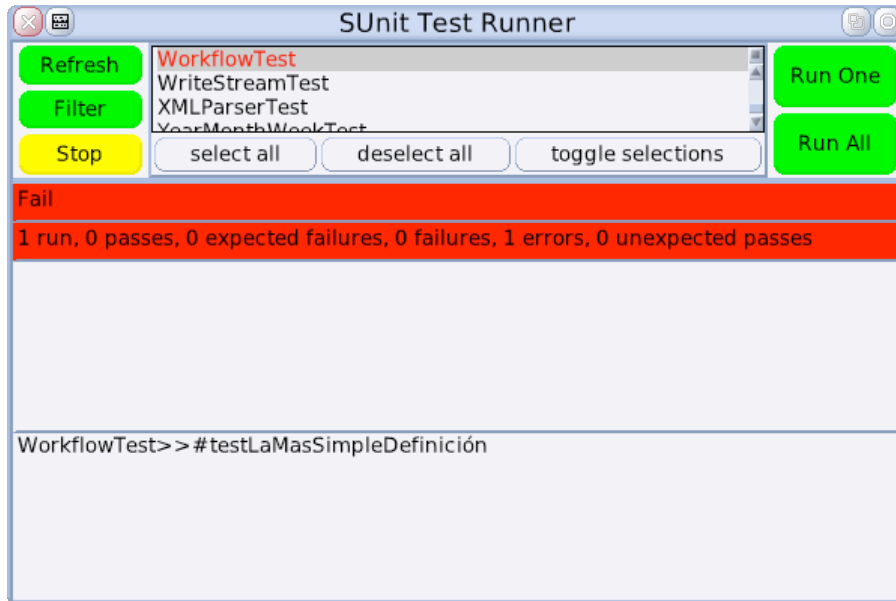 SUnit Test Runner
Refresh
Filter
Stop
WorkflowTest
WriteStreamTest
XMLParserTest
YearMonthWeekTest
select all
deselect all
toggle selections
Run One
Run All
Fail
1 run, 0 passes, 0 expected failures, 0 failures, 1 errors, 0 unexpected passes
WorkflowTest>>#testLaMasSimpleDefinición